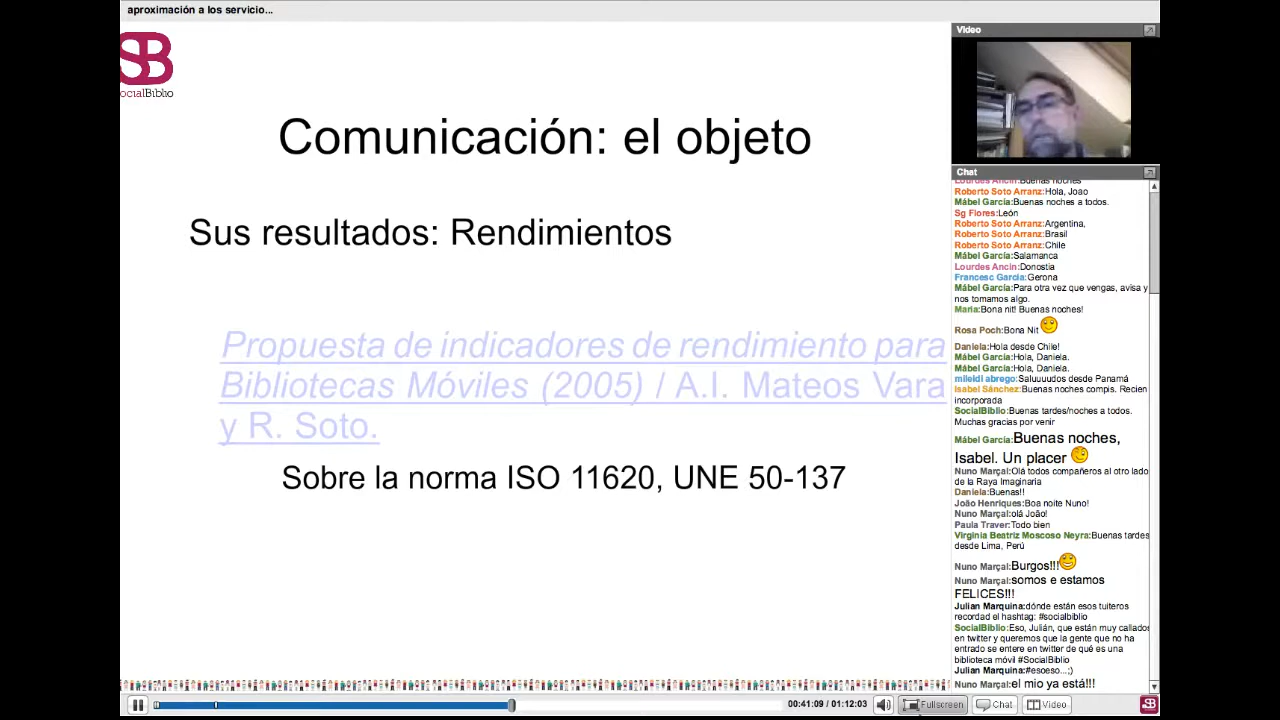 aproximación a los servicio...
SB
ocialBiblio
Comunicación: el objeto
Sus resultados: Rendimientos
Propuesta de indicadores de rendimiento para
Bibliotecas Móviles (2005) / A.I. Mateos Vara
y R. Soto.
Sobre la norma ISO 11620, UNE 50-137
Video
Chat
Lourdes Ancin:Buenas noches
Roberto Soto Arranz:Hola, Joao
Mábel García:Buenas noches a todos.
Sg Flores:León
Roberto Soto Arranz:Argentina,
Roberto Soto Arranz:Brasil
Roberto Soto Arranz:Chile
Mábel García:Salamanca
Lourdes Ancin:Donostia
Francesc Garcia:Gerona
Mábel García:Para otra vez que vengas, avisa y
nos tomamos algo.
Maria:Bona nit! Buenas noches!
Rosa Poch:Bona Nit
Daniela:Hola desde Chile!
Mábel García:Hola, Daniela.
Mábel García:Hola, Daniela.
mileidi abrego:Saluuuudos desde Panamá
Isabel Sánchez:Buenas noches compis. Recien
incorporada
SocialBiblio:Buenas tardes/noches a todos.
Muchas gracias por venir
Mábel García:Buenas noches,
Isabel. Un placer
Nuno Marçal:Olá todos compañeros al otro lado
de la Raya Imaginaria
Daniela:Buenas!!
João Henriques:Boa noite Nuno!
Nuno Marçal:olá João!
Paula Traver:Todo bien
Virginia Beatriz Moscoso Neyra:Buenas tardes
desde Lima, Perú
Nuno Marçal:Burgos!!!
Nuno Marçal:somos e estamos
FELICES!!!
Julian Marquina:dónde están esos tuiteros
recordad el hashtag: #socialbiblio
SocialBiblio:Eso, Julián, que están muy callados
en twitter y queremos que la gente que no ha
entrado se entere en twitter de qué es una
biblioteca móvil #SocialBiblio
Julian Marquina:#esoeso...;)
Nuno Marçal:el mio ya está!!!
00:41:09 / 01:12:03
Fullscreen
Chat
Video
SB